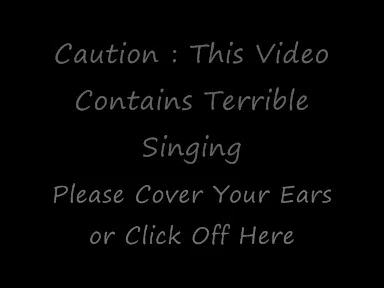 Caution : This Video
Contains Terrible
Singing
Please Cover Your Ears
or Click Off Here